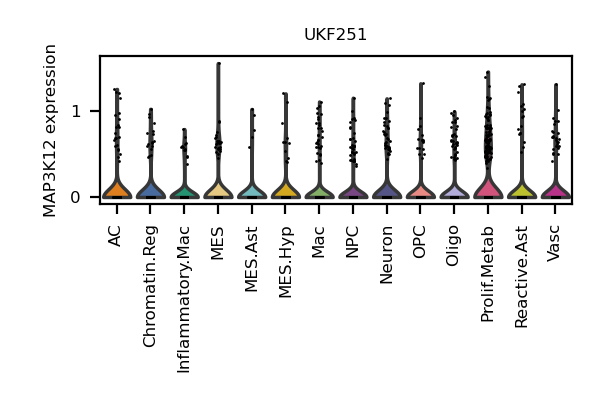 UKF251
MAP3K12 expression
1
0
AC
Chromatin.Reg
Inflammatory.Mac
MES
MES.Ast
MES.Hyp
Mac
NPC
Neuron
OPC
Oligo
Prolif.Metab
Reactive.Ast
Vasc